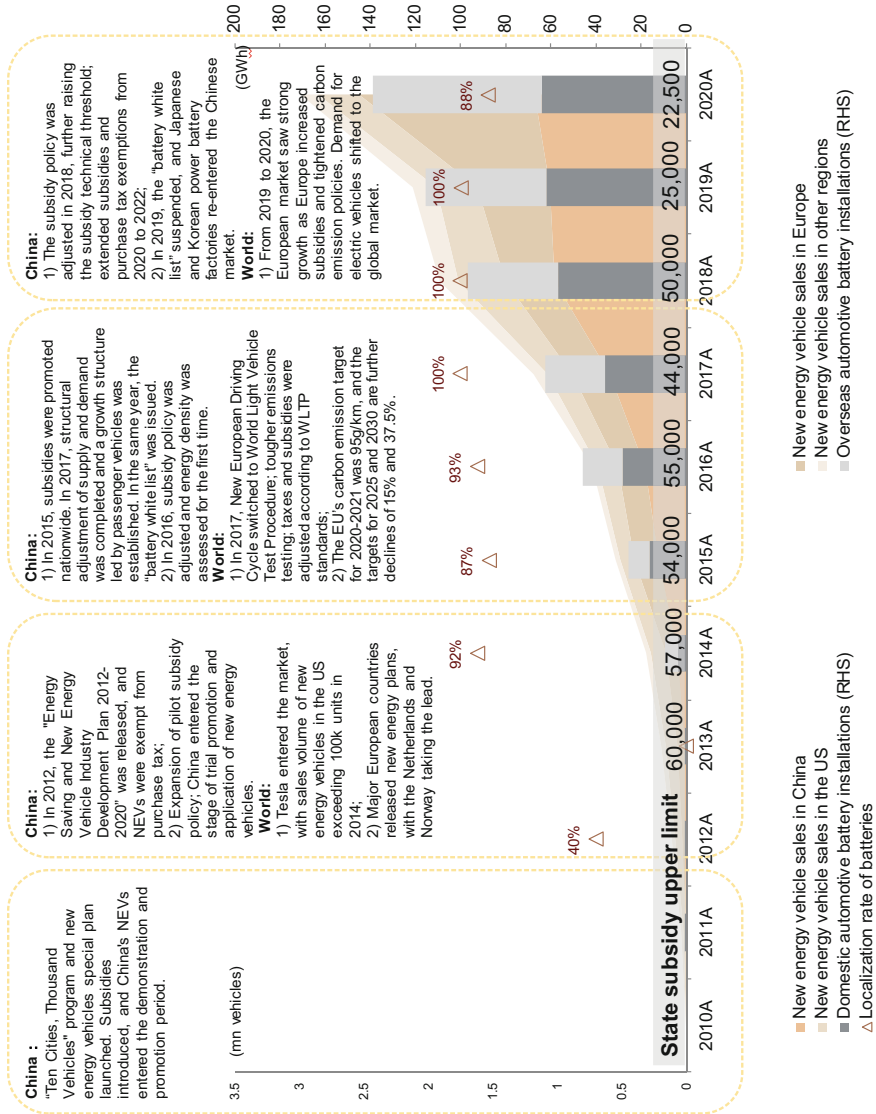 China :
“Ten Cities, Thousand
Vehicles" program and new
energy vehicles special plan
launched. Subsidies
introduced, and China's NEVs
entered the demonstration and
promotion period.
China:
1) In 2012, the "Energy
Saving and New Energy
Vehicle Industry
Development Plan 2012-
2020” was released, and
NEVs were exempt from
purchase tax;
2) Expansion of pilot subsidy
policy; China entered the
stage of trial promotion and
application of new energy
vehicles.
World:
1) Tesla entered the market,
with sales volume of new
energy vehicles in the US
exceeding 100k units in
2014;
2) Major European countries
released new energy plans,
with the Netherlands and
Norway taking the lead.
China:
1) In 2015, subsidies were promoted
nationwide. In 2017, structural
adjustment of supply and demand
was completed and a growth structure
led by passenger vehicles was
established. In the same year, the
“battery white list” was issued.
2) In 2016, subsidy policy was
adjusted and energy density was
assessed for the first time.
World:
1) In 2017, New European Driving
Cycle switched to World Light Vehicle
Test Procedure; tougher emissions
testing; taxes and subsidies were
adjusted according to WLTP
standards;
2) The EU's carbon emission target
for 2020-2021 was 95g/km, and the
targets for 2025 and 2030 are further
declines of 15% and 37.5%.
China:
1) The subsidy policy was
adjusted in 2018, further raising
the subsidy technical threshold;
extended subsidies and
purchase tax exemptions from
2020 to 2022;
2) In 2019, the “battery white
list” suspended, and Japanese
and Korean power battery
factories re-entered the Chinese
market.
World:
1) From 2019 to 2020, the
European market saw strong
growth as Europe increased
subsidies and tightened carbon
emission policies. Demand for
electric vehicles shifted to the
global market.
(mn vehicles)
3.5
3
2.5
2
1.5
1
0.5
0
(GWh)
200
180
160
140
120
100
80
60
40
20
0
40%
92%
87%
93%
100%
100%
100%
88%
State subsidy upper limit 60,000 57,000 54,000 55,000 44,000 50,000 25,000 22,500
2010A 2011A 2012A 2013A 2014A 2015A 2016A 2017A 2018A 2019A 2020A
New energy vehicle sales in China
New energy vehicle sales in Europe
New energy vehicle sales in the US
New energy vehicle sales in other regions
Domestic automotive battery installations (RHS)
Overseas automotive battery installations (RHS)
Localization rate of batteries